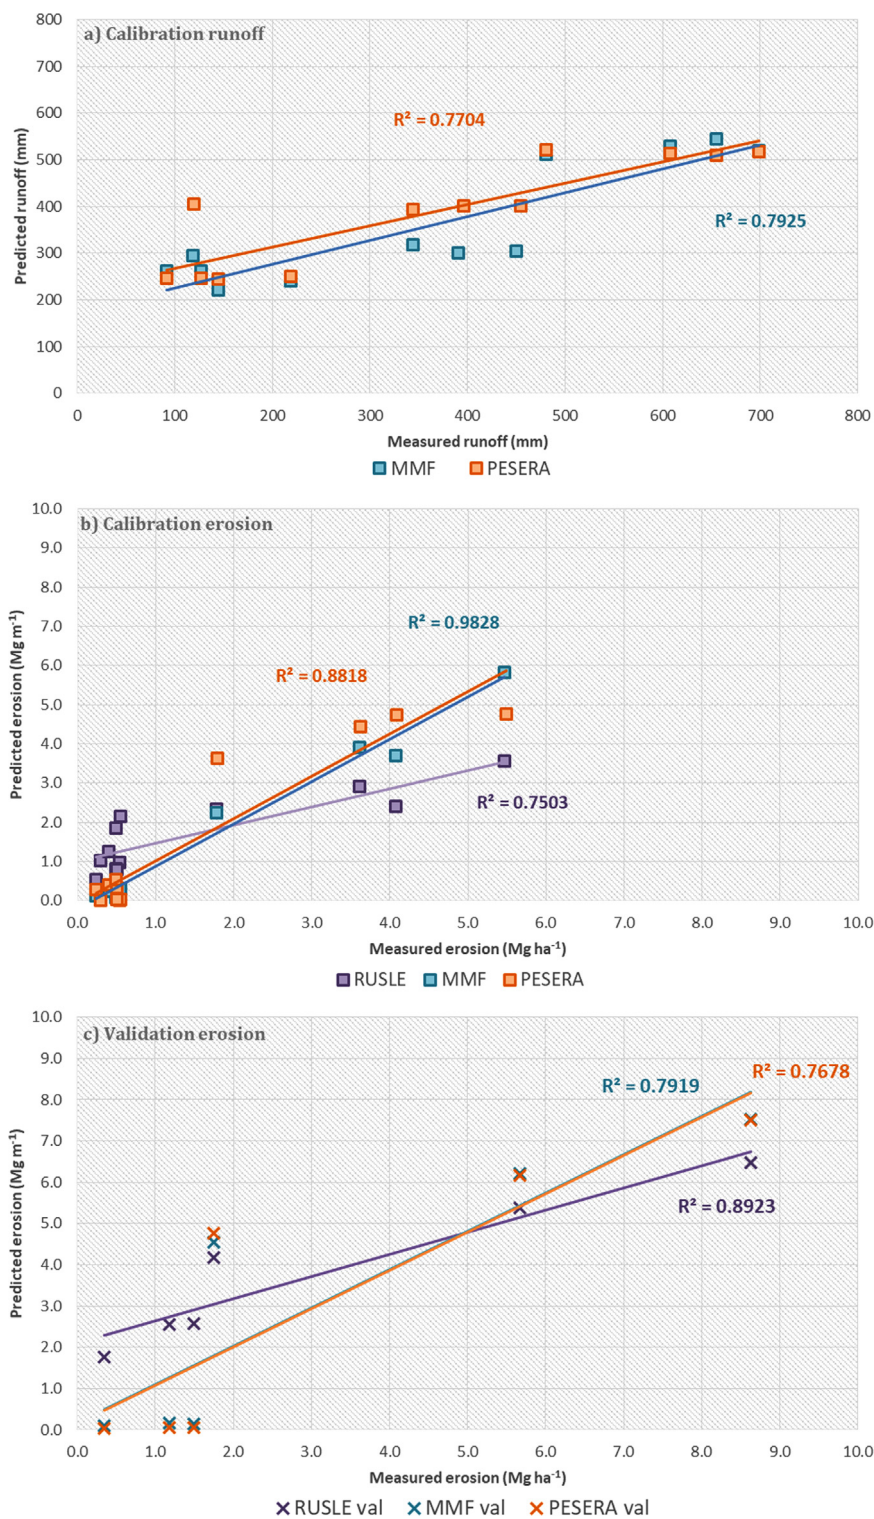 a) Calibration runoff
800
700
600
500
400
300
200
100
0
Predicted runoff (mm)
R² = 0.7704
R² = 0.7925
0 100 200 300 400 500 600 700 800
Measured runoff (mm)
MMF PESERA
b) Calibration erosion
10.0
9.0
8.0
7.0
6.0
5.0
4.0
3.0
2.0
1.0
0.0
Predicted erosion (Mg m⁻¹)
R² = 0.9828
R² = 0.8818
R² = 0.7503
0.0 1.0 2.0 3.0 4.0 5.0 6.0 7.0 8.0 9.0 10.0
Measured erosion (Mg ha⁻¹)
RUSLE MMF PESERA
c) Validation erosion
10.0
9.0
8.0
7.0
6.0
5.0
4.0
3.0
2.0
1.0
0.0
Predicted erosion (Mg m⁻¹)
R² = 0.7678
R² = 0.7919
R² = 0.8923
0.0 1.0 2.0 3.0 4.0 5.0 6.0 7.0 8.0 9.0 10.0
Measured erosion (Mg ha⁻¹)
RUSLE val MMF val PESERA val